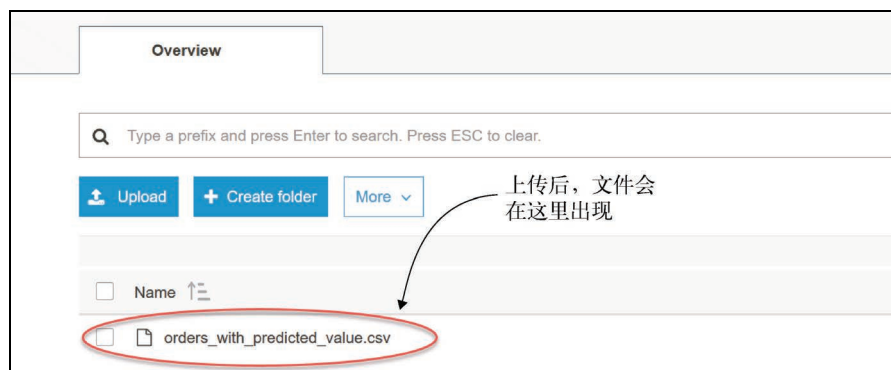 Overview
Type a prefix and press Enter to search. Press ESC to clear.
Upload
Create folder
More
上传后，文件会
在这里出现
Name
orders_with_predicted_value.csv